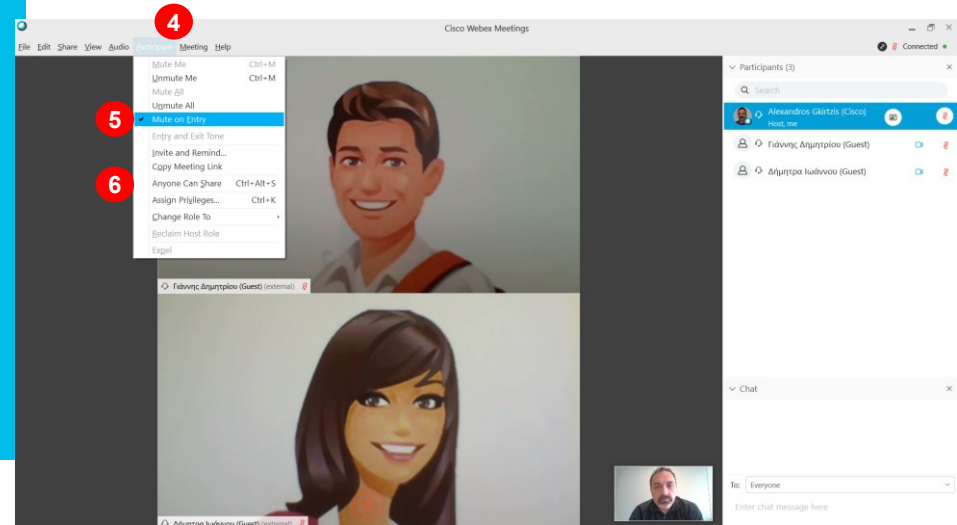 4
Cisco Webex Meetings
File Edit Share View Audio Participant Meeting Help
Connected
Mute Me Ctrl+M
Unmute Me Ctrl+M
Mute All
Unmute All
5
Mute on Entry
Entry and Exit Tone
Invite and Remind...
Copy Meeting Link
6
Anyone Can Share Ctrl+Alt+S
Assign Privileges... Ctrl+K
Change Role To
Reclaim Host Role
Expel
Γιάννης Δημητρίου (Guest) (external)
Δήμητρα Ιωάννου (Guest) (external)
Participants (3)
Search
Alexandros Gkirtzis (Cisco)
Host, me
Γιάννης Δημητρίου (Guest)
Δήμητρα Ιωάννου (Guest)
Chat
To: Everyone
Enter chat message here